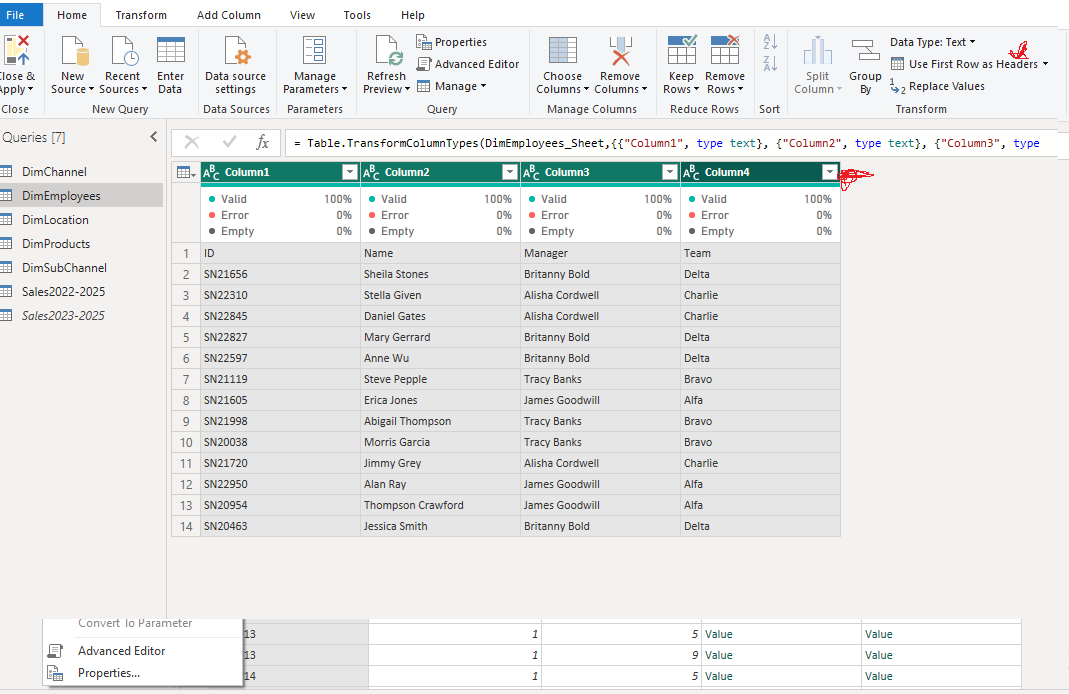 File Home Transform Add Column View Tools Help
Close & Apply New Source Recent Sources Enter Data Data source settings Manage Parameters Refresh Preview Properties Advanced Editor Manage Choose Columns Remove Columns Keep Rows Remove Rows Split Column Group By Data Type: Text Use First Row as Headers Replace Values
Close New Query Data Sources Parameters Query Manage Columns Reduce Rows Sort Transform
Queries [7]
fx = Table.TransformColumnTypes(DimEmployees_Sheet,{{"Column1", type text}, {"Column2", type text}, {"Column3", type
DimChannel
DimEmployees
DimLocation
DimProducts
DimSubChannel
Sales2022-2025
Sales2023-2025
Column1 Column2 Column3 Column4
Valid 100% Valid 100% Valid 100% Valid 100%
Error 0% Error 0% Error 0% Error 0%
Empty 0% Empty 0% Empty 0% Empty 0%
1 ID Name Manager Team
2 SN21656 Sheila Stones Britanny Bold Delta
3 SN22310 Stella Given Alisha Cordwell Charlie
4 SN22845 Daniel Gates Alisha Cordwell Charlie
5 SN22827 Mary Gerrard Britanny Bold Delta
6 SN22597 Anne Wu Britanny Bold Delta
7 SN21119 Steve Pepple Tracy Banks Bravo
8 SN21605 Erica Jones James Goodwill Alfa
9 SN21998 Abigail Thompson Tracy Banks Bravo
10 SN20038 Morris Garcia Tracy Banks Bravo
11 SN21720 Jimmy Grey Alisha Cordwell Charlie
12 SN22950 Alan Ray James Goodwill Alfa
13 SN20954 Thompson Crawford James Goodwill Alfa
14 SN20463 Jessica Smith Britanny Bold Delta
Convert To Parameter
Advanced Editor
Properties...
13 1 5 Value Value
13 1 9 Value Value
14 1 5 Value Value